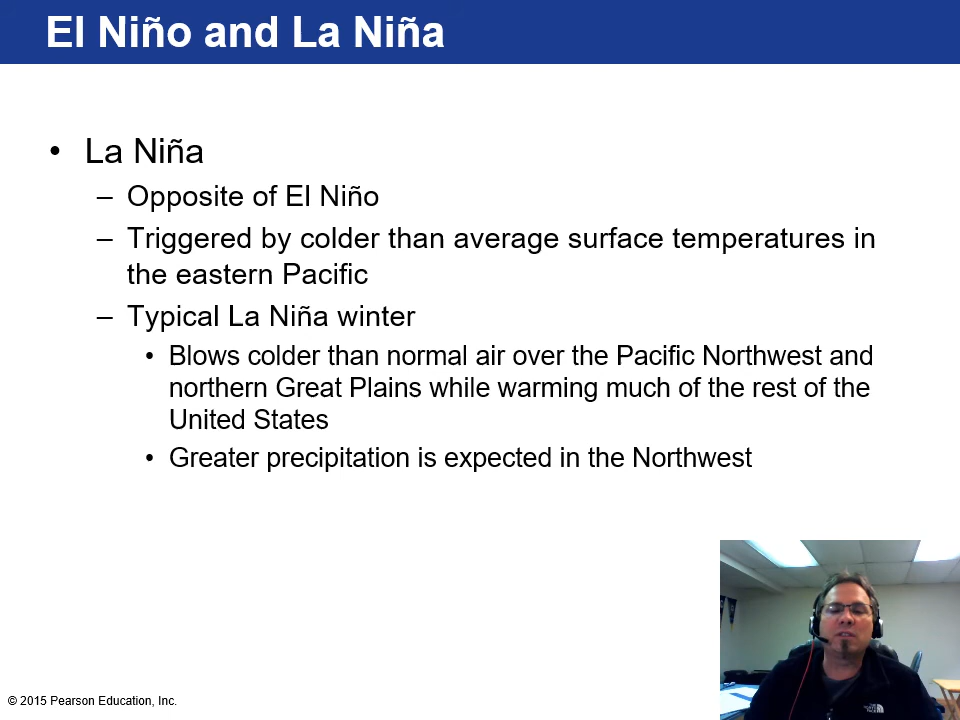 El Niño and La Niña
• La Niña
– Opposite of El Niño
– Triggered by colder than average surface temperatures in
the eastern Pacific
– Typical La Niña winter
• Blows colder than normal air over the Pacific Northwest and
northern Great Plains while warming much of the rest of the
United States
• Greater precipitation is expected in the Northwest
© 2015 Pearson Education, Inc.